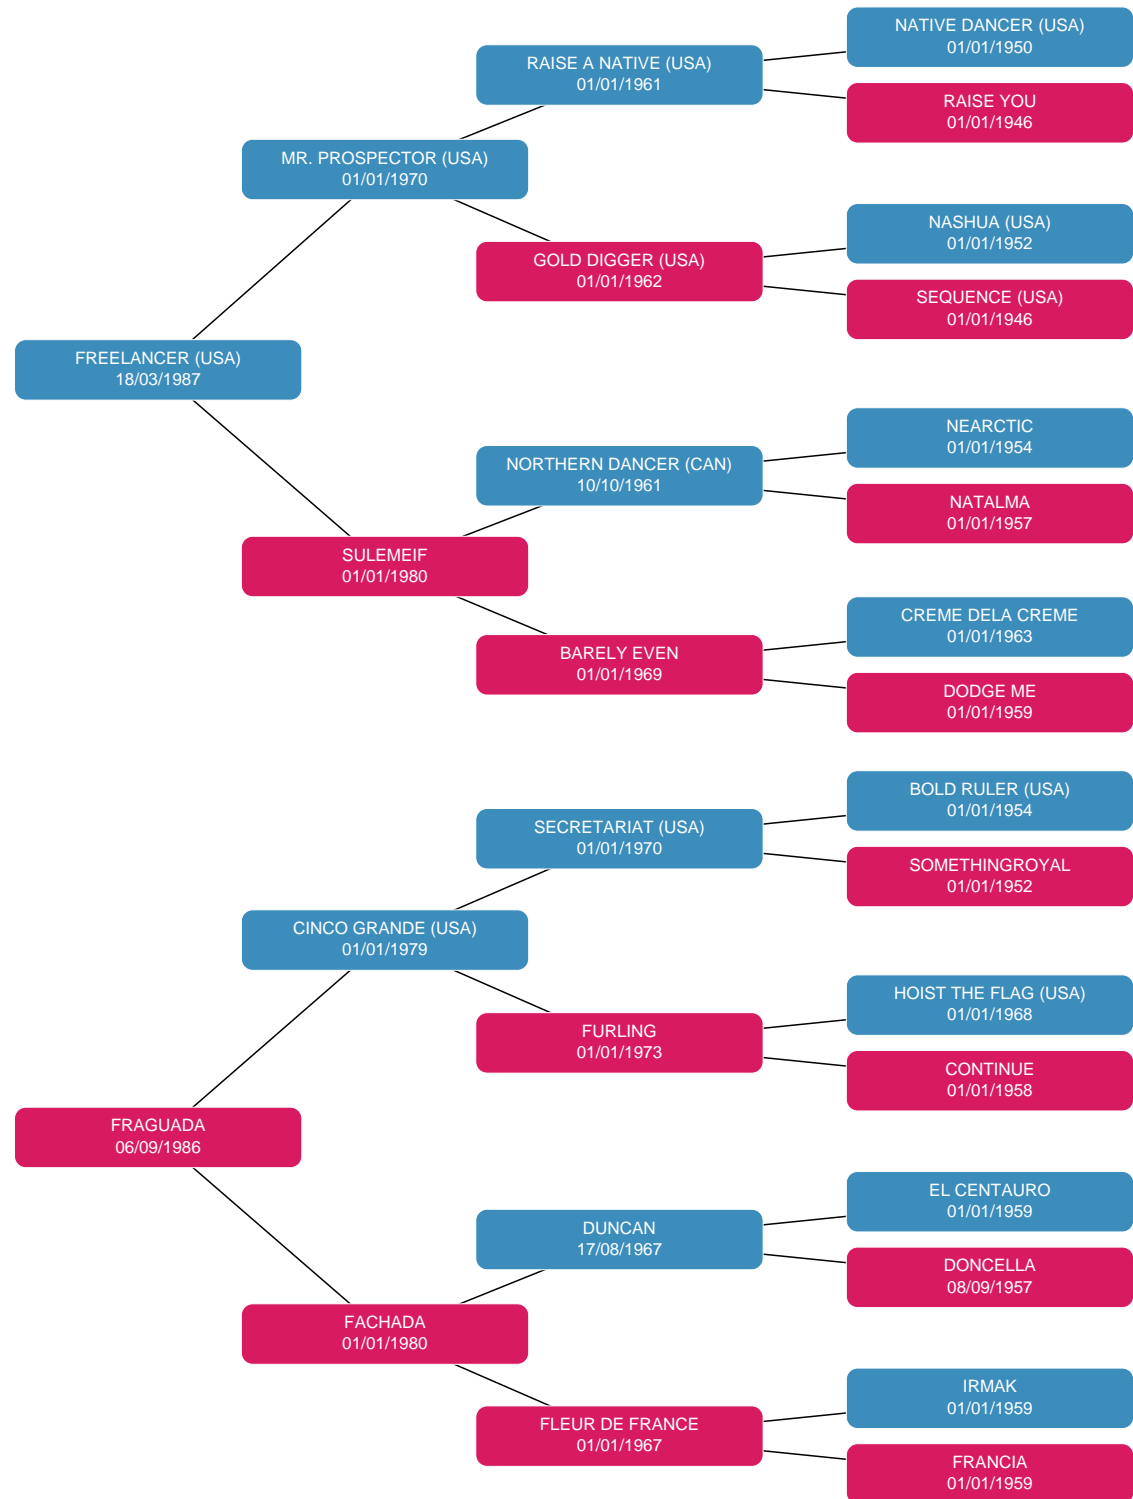 NATIVE DANCER (USA)
01/01/1950
RAISE A NATIVE (USA)
01/01/1961
RAISE YOU
01/01/1946
MR. PROSPECTOR (USA)
01/01/1970
NASHUA (USA)
01/01/1952
GOLD DIGGER (USA)
01/01/1962
SEQUENCE (USA)
01/01/1946
FREELANCER (USA)
18/03/1987
NEARCTIC
01/01/1954
NORTHERN DANCER (CAN)
10/10/1961
NATALMA
01/01/1957
SULEMEIF
01/01/1980
CREME DELA CREME
01/01/1963
BARELY EVEN
01/01/1969
DODGE ME
01/01/1959
BOLD RULER (USA)
01/01/1954
SECRETARIAT (USA)
01/01/1970
SOMETHINGROYAL
01/01/1952
CINCO GRANDE (USA)
01/01/1979
HOIST THE FLAG (USA)
01/01/1968
FURLING
01/01/1973
CONTINUE
01/01/1958
FRAGUADA
06/09/1986
EL CENTAURO
01/01/1959
DUNCAN
17/08/1967
DONCELLA
08/09/1957
FACHADA
01/01/1980
IRMAK
01/01/1959
FLEUR DE FRANCE
01/01/1967
FRANCIA
01/01/1959